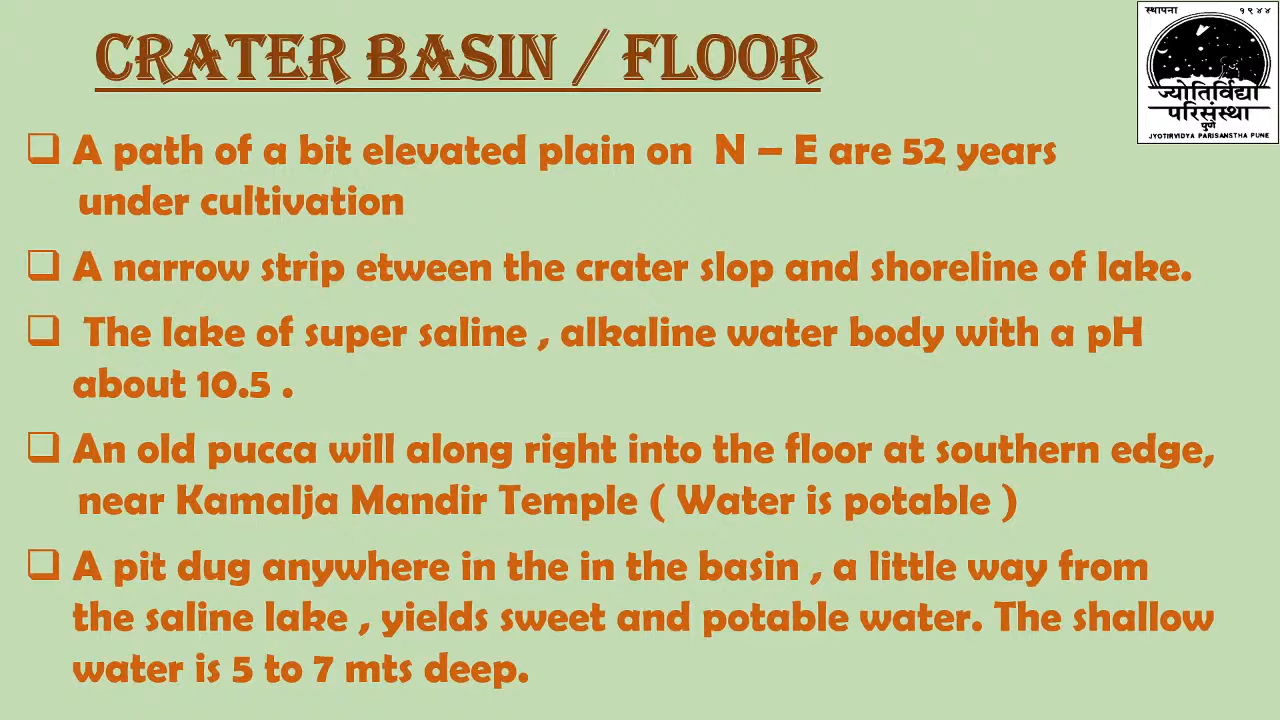 CRATER BASIN / FLOOR
स्थापना १९४४
ज्योतिर्विद्या
परिसंस्था
पुणे
JYOTIRVIDYA PARISANSTHA PUNE
A path of a bit elevated plain on N – E are 52 years
under cultivation
A narrow strip etween the crater slop and shoreline of lake.
The lake of super saline , alkaline water body with a pH
about 10.5 .
An old pucca will along right into the floor at southern edge,
near Kamalja Mandir Temple ( Water is potable )
A pit dug anywhere in the in the basin , a little way from
the saline lake , yields sweet and potable water. The shallow
water is 5 to 7 mts deep.